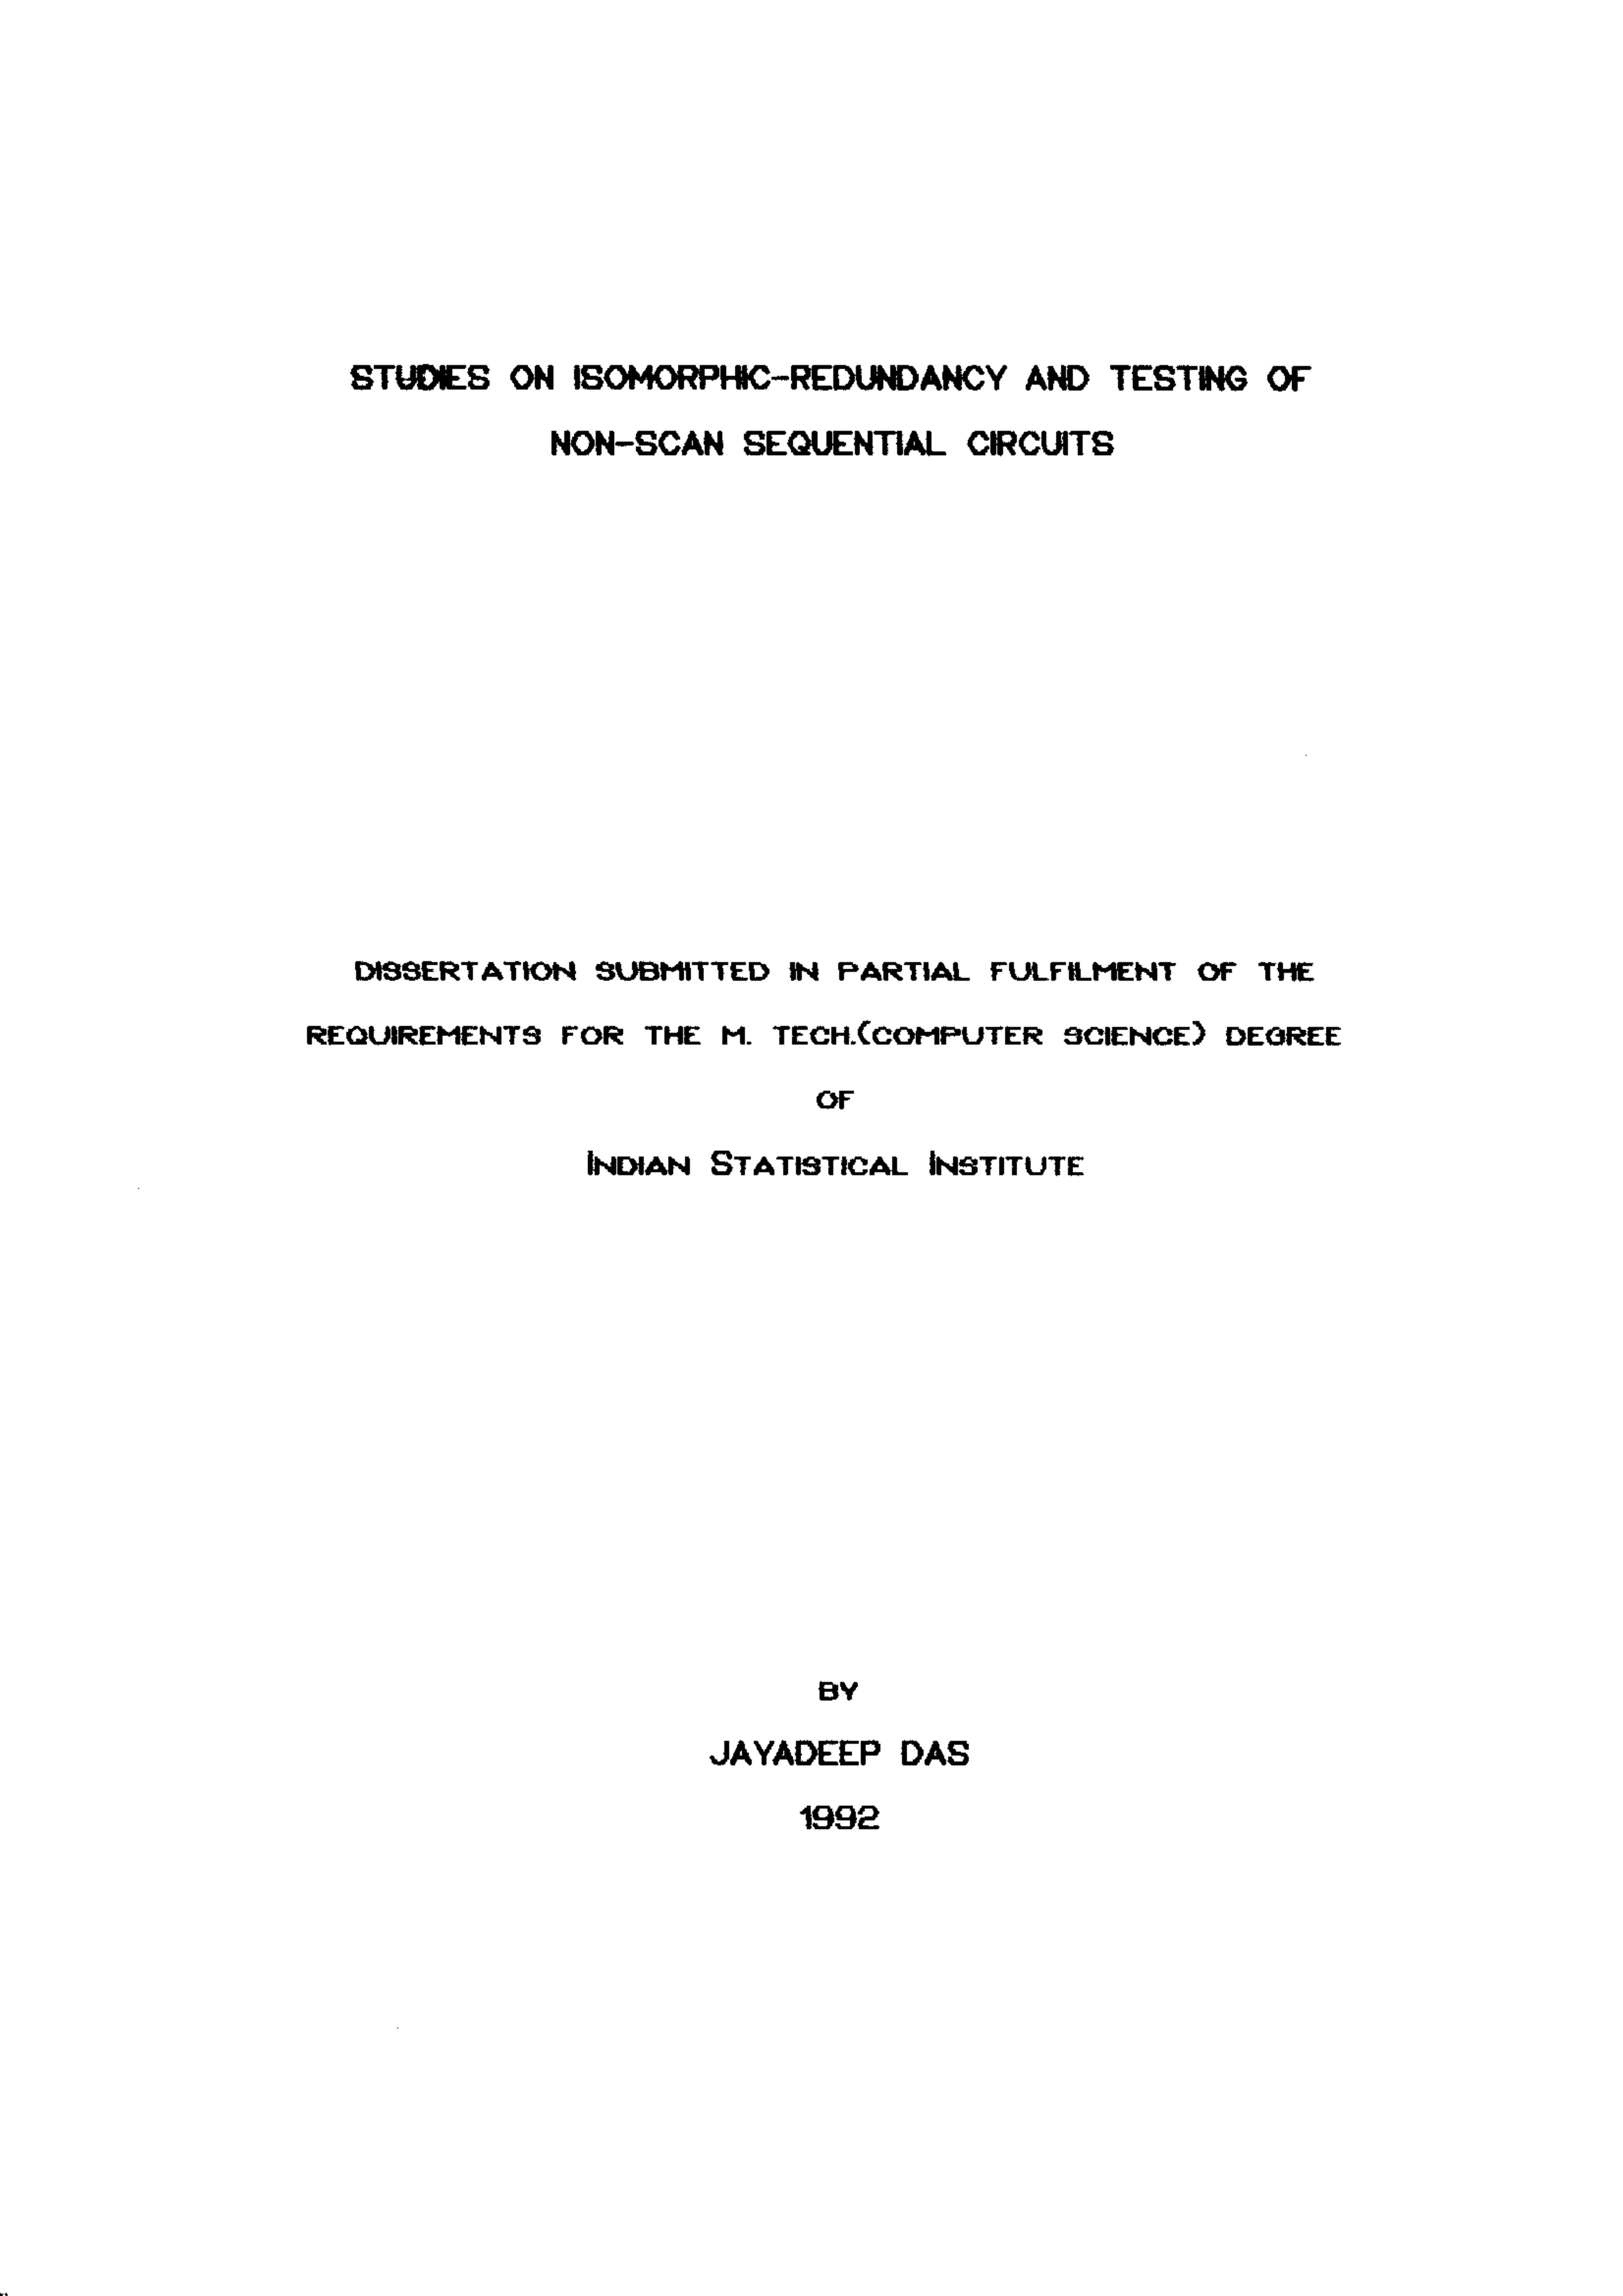 STUDIES ON ISOMORPHIC-REDUNDANCY AND TESTING OF
NON-SCAN SEQUENTIAL CIRCUITS
DISSERTATION SUBMITTED IN PARTIAL FULFILMENT OF THE
REQUIREMENTS FOR THE M. TECH.(COMPUTER SCIENCE) DEGREE
OF
INDIAN STATISTICAL INSTITUTE
BY
JAYADEEP DAS
1992